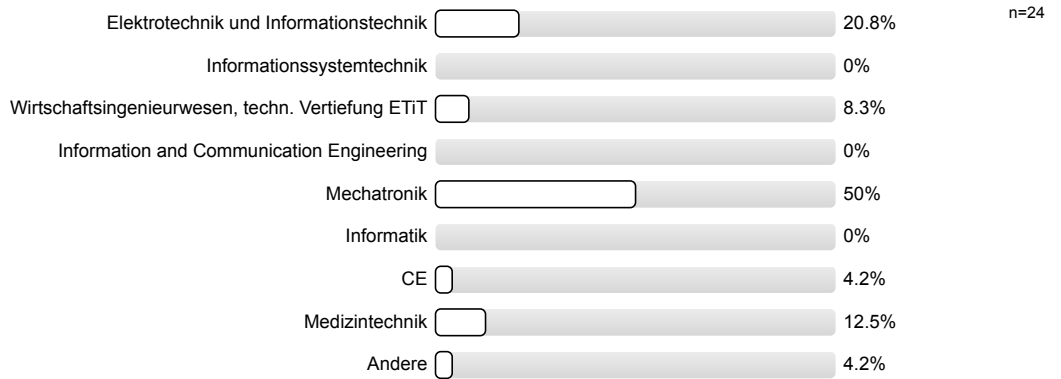 Elektrotechnik und Informationstechnik 20.8% n=24
Informationssystemtechnik 0%
Wirtschaftsingenieurwesen, techn. Vertiefung ETiT 8.3%
Information and Communication Engineering 0%
Mechatronik 50%
Informatik 0%
CE 4.2%
Medizintechnik 12.5%
Andere 4.2%